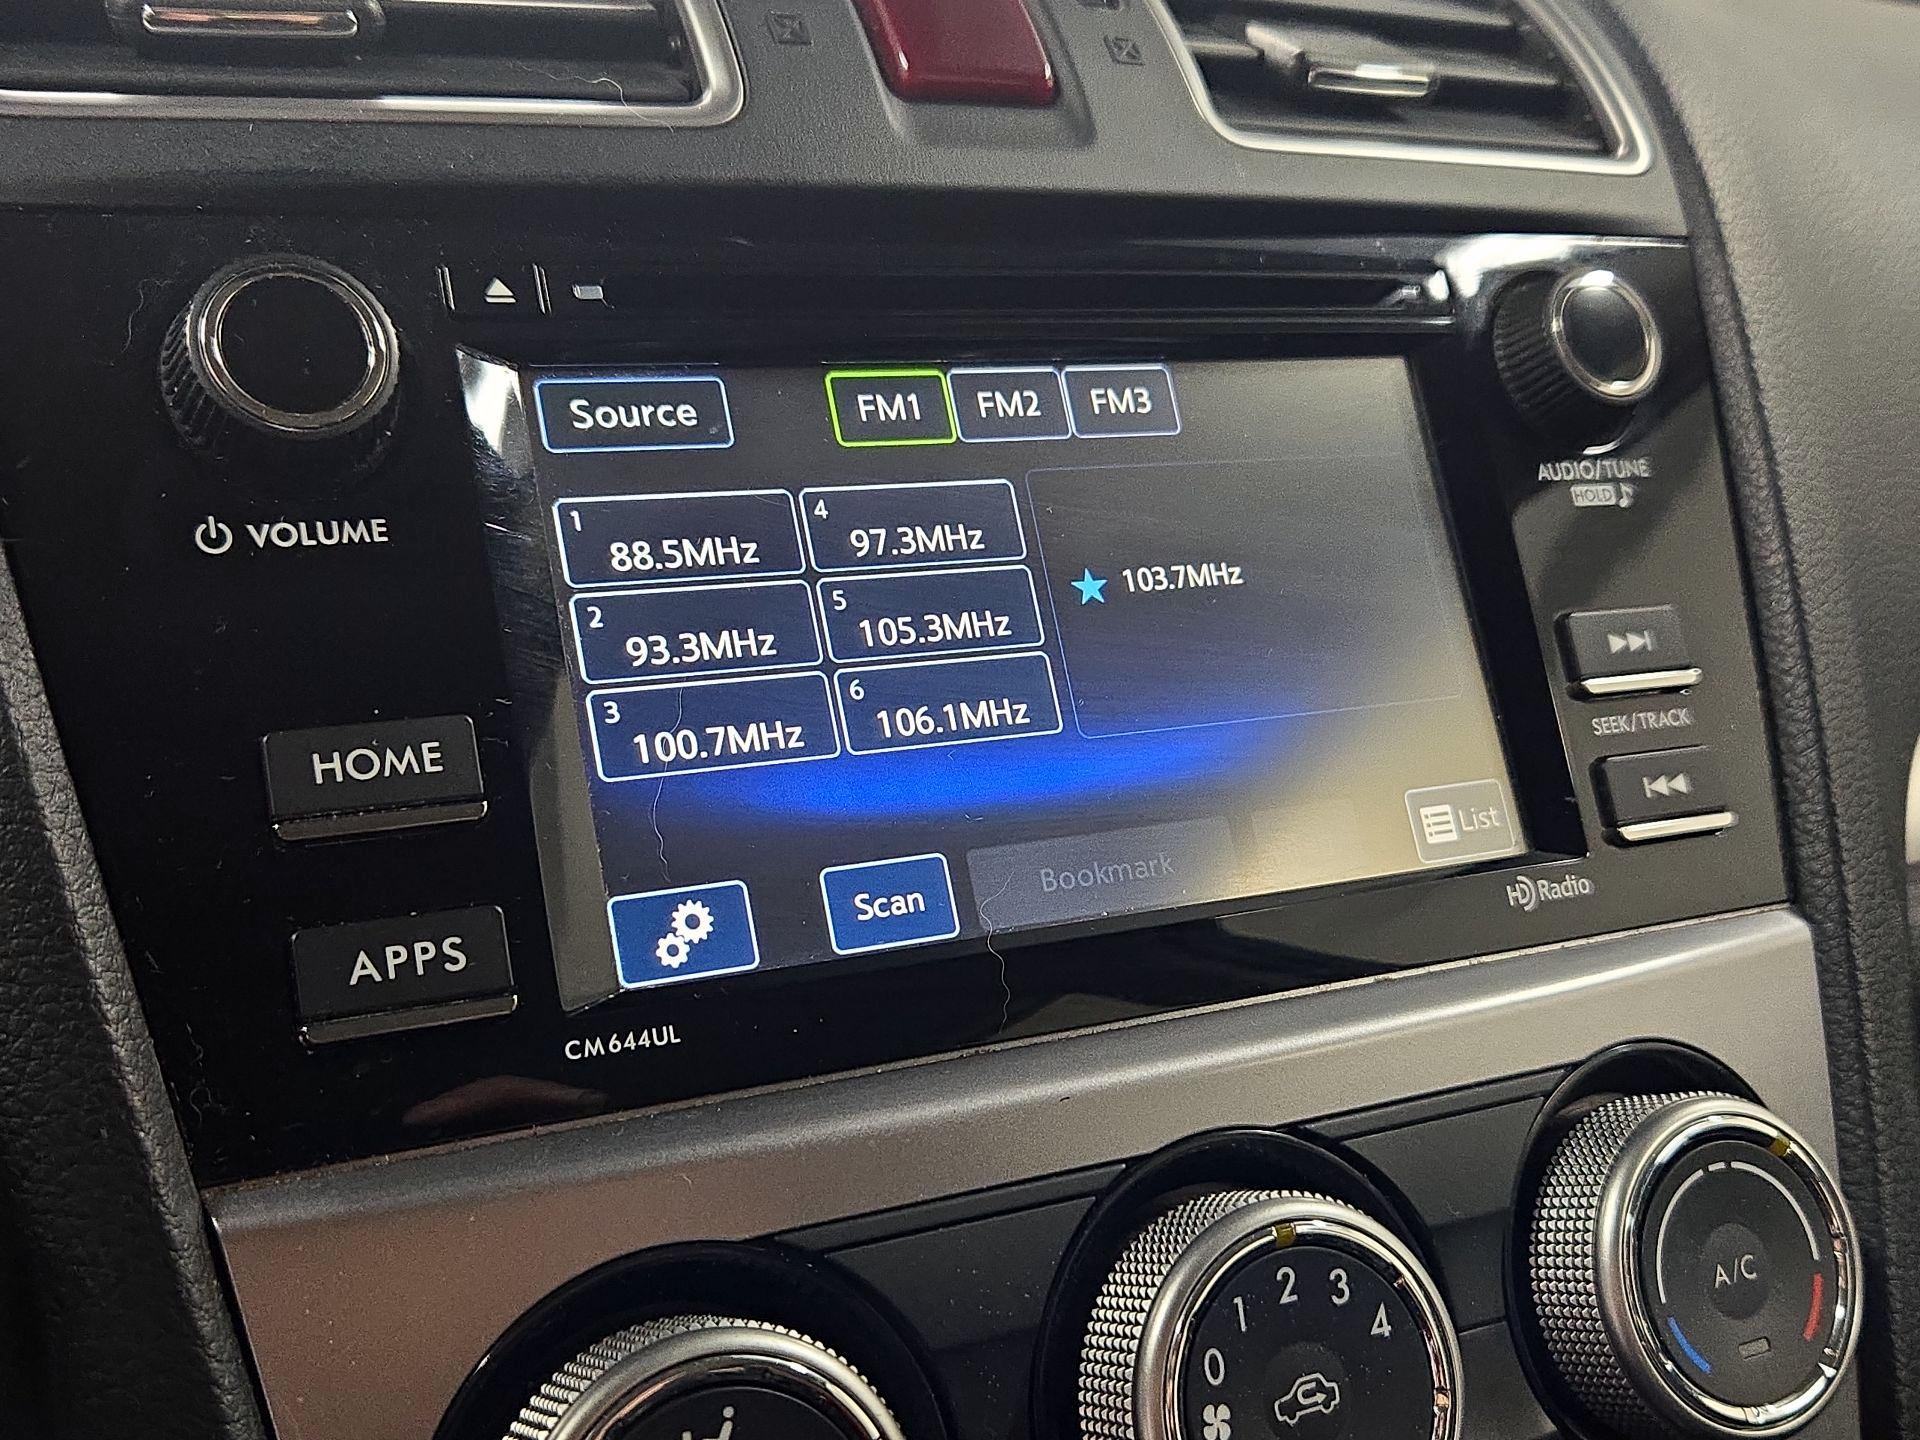 Source
FM1
FM2
FM3
1
88.5MHz
4
97.3MHz
2
93.3MHz
5
105.3MHz
3
100.7MHz
6
106.1MHz
103.7MHz
Scan
Bookmark
List
VOLUME
HOME
APPS
CM644UL
AUDIO/TUNE
HOLD
SEEK/TRACK
HD Radio
0
1
2
3
4
A/C